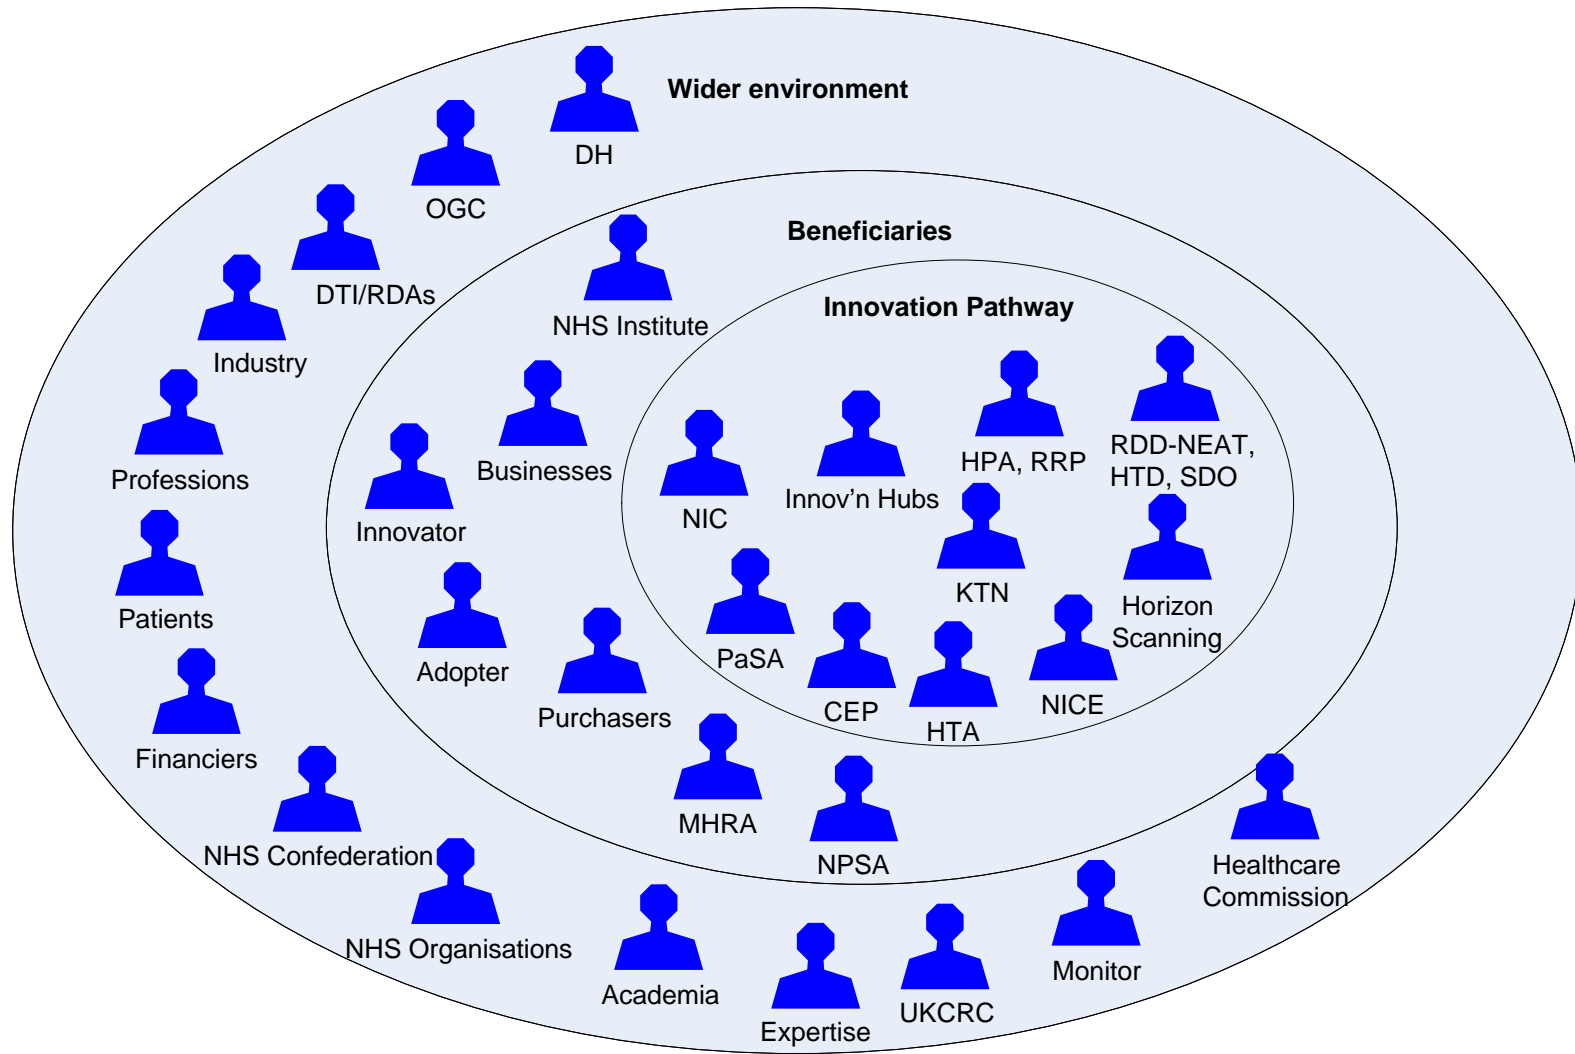 Wider environment
DH
OGC
DTI/RDAs
Industry
Professions
Patients
Financiers
NHS Confederation
NHS Organisations
Academia
Expertise
UKCRC
Monitor
Healthcare
Commission
Beneficiaries
NHS Institute
Businesses
Innovator
Adopter
Purchasers
MHRA
NPSA
Innovation Pathway
NIC
Innov'n Hubs
HPA, RRP
RDD-NEAT,
HTD, SDO
KTN
Horizon
Scanning
PaSA
CEP
HTA
NICE